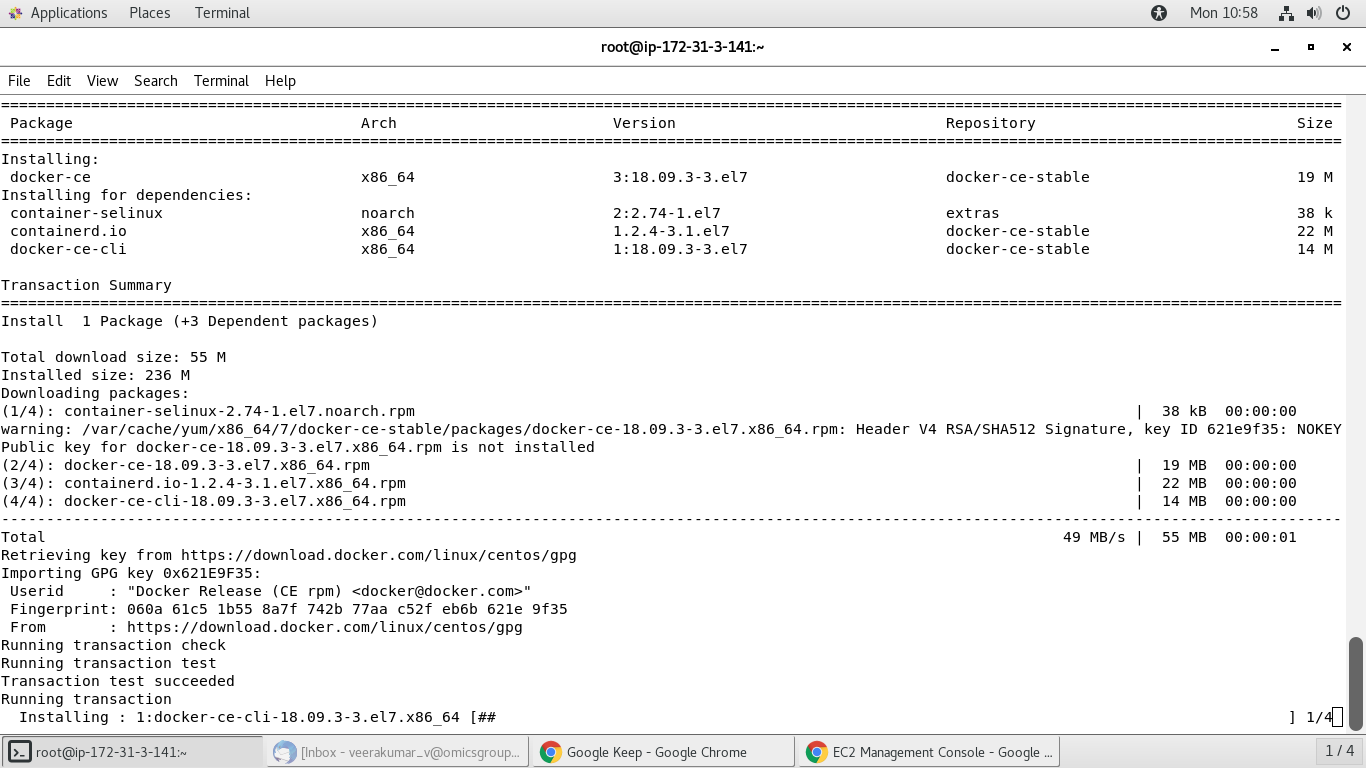 Applications Places Terminal Mon 10:58
root@ip-172-31-3-141:~
File Edit View Search Terminal Help
=====================================================================================================================================================
Package Arch Version Repository Size
=====================================================================================================================================================
Installing:
docker-ce x86_64 3:18.09.3-3.el7 docker-ce-stable 19 M
Installing for dependencies:
container-selinux noarch 2:2.74-1.el7 extras 38 k
containerd.io x86_64 1.2.4-3.1.el7 docker-ce-stable 22 M
docker-ce-cli x86_64 1:18.09.3-3.el7 docker-ce-stable 14 M
Transaction Summary
=====================================================================================================================================================
Install 1 Package (+3 Dependent packages)
Total download size: 55 M
Installed size: 236 M
Downloading packages:
(1/4): container-selinux-2.74-1.el7.noarch.rpm | 38 kB 00:00:00
warning: /var/cache/yum/x86_64/7/docker-ce-stable/packages/docker-ce-18.09.3-3.el7.x86_64.rpm: Header V4 RSA/SHA512 Signature, key ID 621e9f35: NOKEY
Public key for docker-ce-18.09.3-3.el7.x86_64.rpm is not installed
(2/4): docker-ce-18.09.3-3.el7.x86_64.rpm | 19 MB 00:00:00
(3/4): containerd.io-1.2.4-3.1.el7.x86_64.rpm | 22 MB 00:00:00
(4/4): docker-ce-cli-18.09.3-3.el7.x86_64.rpm | 14 MB 00:00:00
-----------------------------------------------------------------------------------------------------------------------------------------------------
Total 49 MB/s | 55 MB 00:00:01
Retrieving key from https://download.docker.com/linux/centos/gpg
Importing GPG key 0x621E9F35:
Userid : "Docker Release (CE rpm) <docker@docker.com>"
Fingerprint: 060a 61c5 1b55 8a7f 742b 77aa c52f eb6b 621e 9f35
From : https://download.docker.com/linux/centos/gpg
Running transaction check
Running transaction test
Transaction test succeeded
Running transaction
Installing : 1:docker-ce-cli-18.09.3-3.el7.x86_64 [## ] 1/4
root@ip-172-31-3-141:~ [Inbox - veerakumar_v@omicsgroup... Google Keep - Google Chrome EC2 Management Console - Google ... 1 / 4